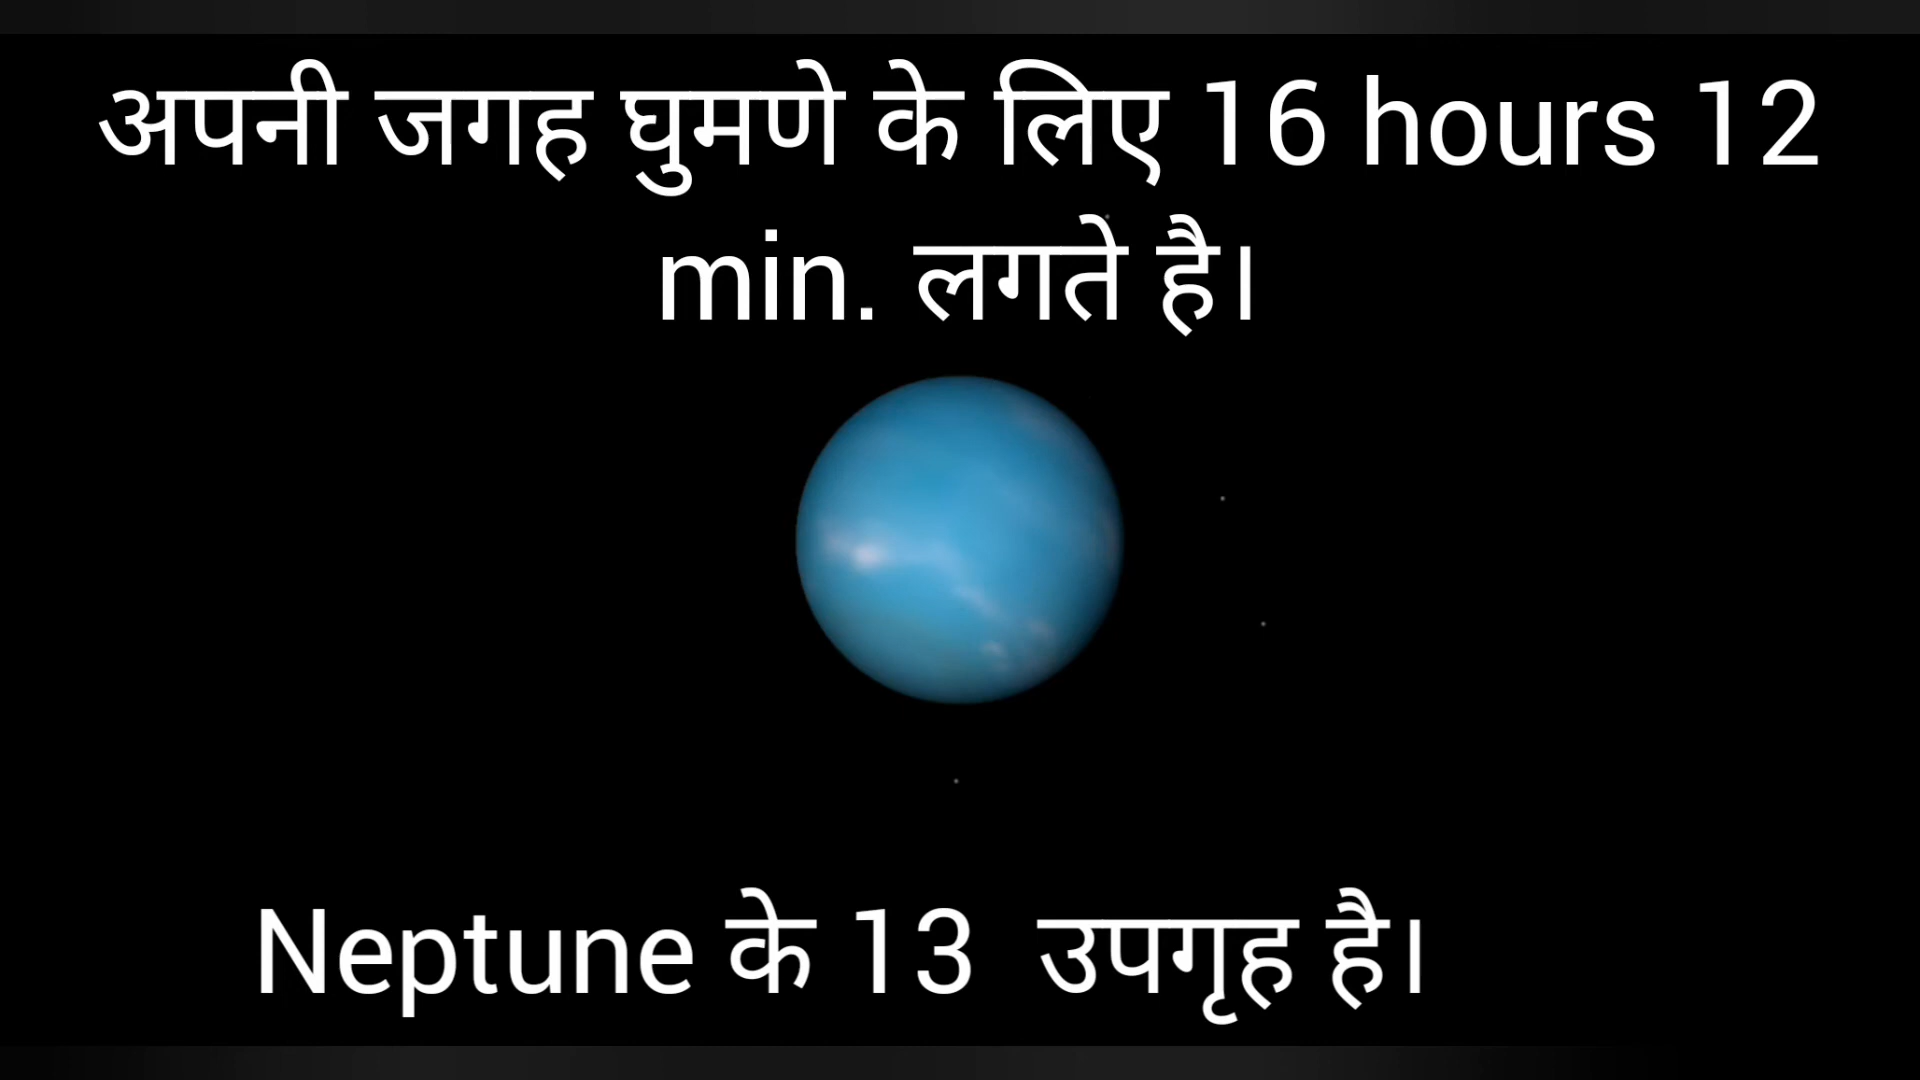 अपनी जगह घुमणे के लिए 16 hours 12
min. लगते है।
Neptune के 13 उपगृह है।